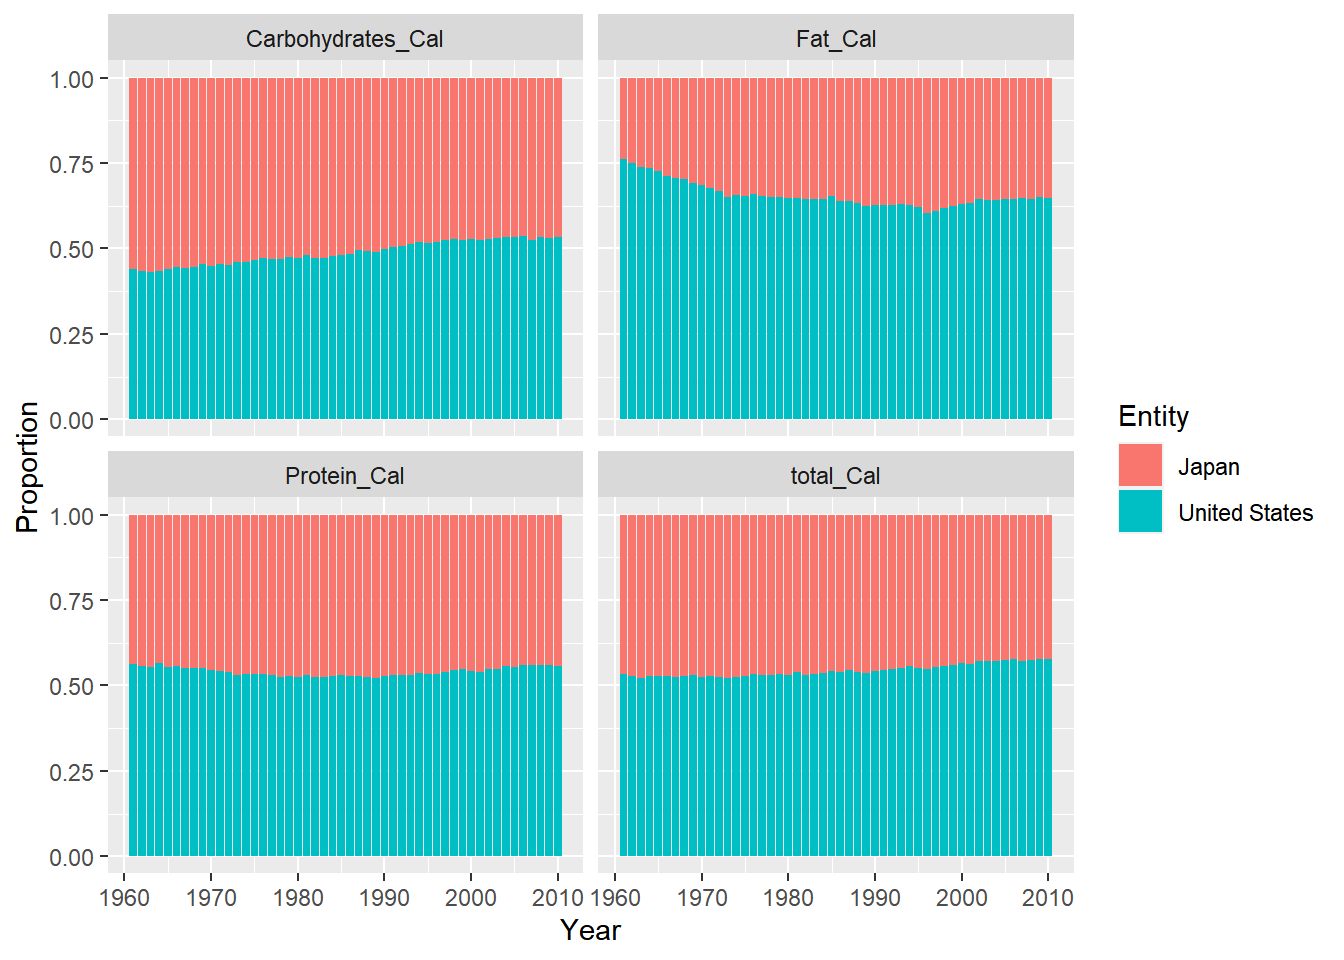 Carbohydrates_Cal
Fat_Cal
1.00
0.75
0.50
0.25
0.00
Protein_Cal
total_Cal
1.00
0.75
0.50
0.25
0.00
1960 1970 1980 1990 2000 2010 1960 1970 1980 1990 2000 2010
Year
Proportion
Entity
Japan
United States